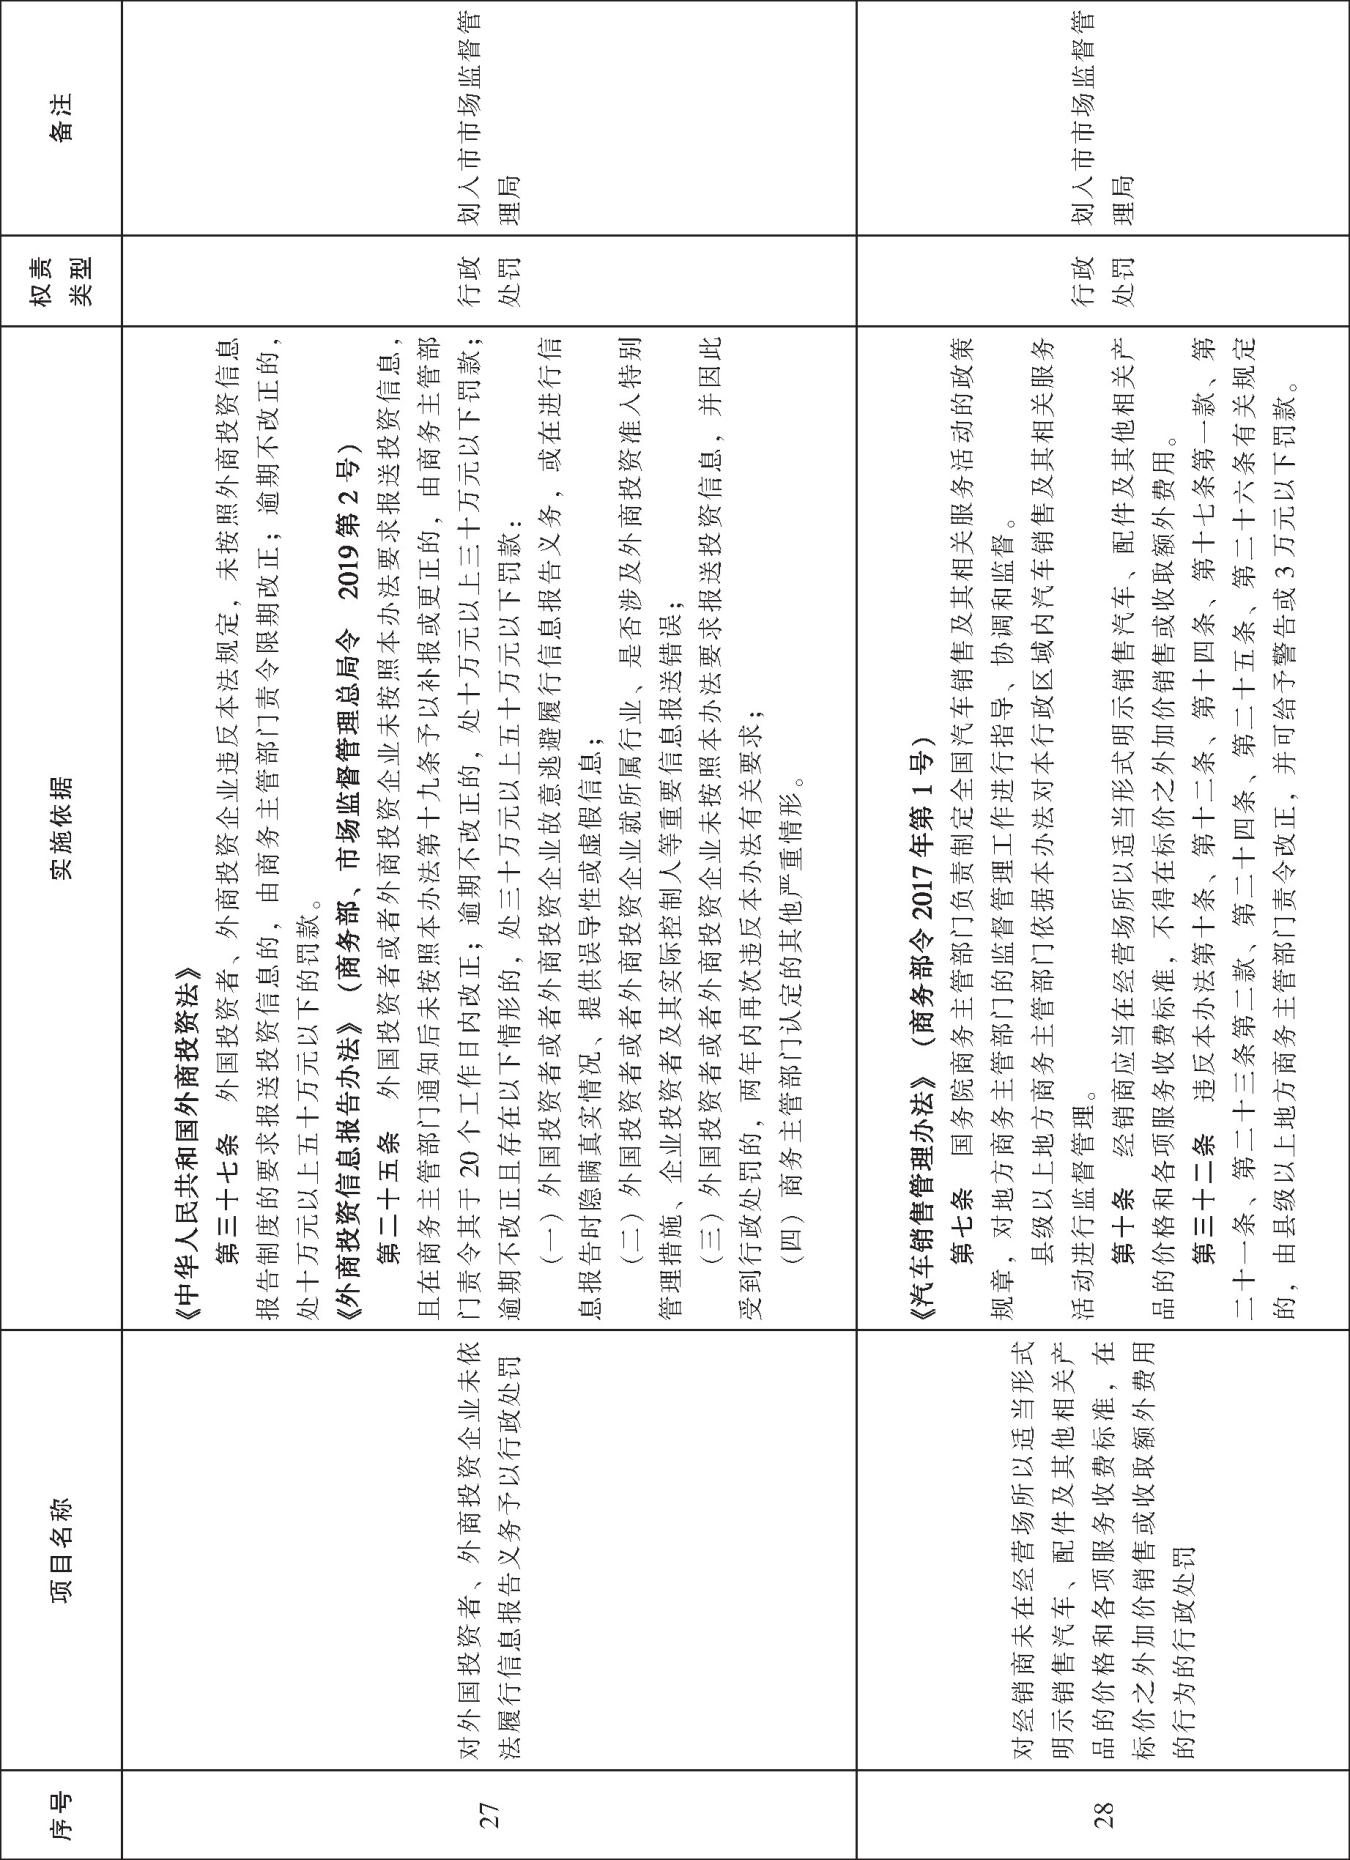 序号
项目名称
实施依据
权责
类型
备注
27
对外国投资者、外商投资企业未依
法履行信息报告义务予以行政处罚
《中华人民共和国外商投资法》
第三十七条　外国投资者、外商投资企业违反本法规定，未按照外商投资信息
报告制度的要求报送投资信息的，由商务主管部门责令限期改正；逾期不改正的，
处十万元以上五十万元以下的罚款。
《外商投资信息报告办法》（商务部、市场监督管理总局令　2019 第 2 号）
第二十五条　外国投资者或者外商投资企业未按照本办法要求报送投资信息，
且在商务主管部门通知后未按照本办法第十九条予以补报或更正的，由商务主管部
门责令其于 20 个工作日内改正；逾期不改正的，处十万元以上三十万元以下罚款；
逾期不改正且存在以下情形的，处三十万元以上五十万元以下罚款：
（一）外国投资者或者外商投资企业故意逃避履行信息报告义务，或在进行信
息报告时隐瞒真实情况、提供误导性或虚假信息；
（二）外国投资者或者外商投资企业就所属行业、是否涉及外商投资准入特别
管理措施、企业投资者及其实际控制人等重要信息报送错误；
（三）外国投资者或者外商投资企业未按照本办法要求报送投资信息，并因此
受到行政处罚的，两年内再次违反本办法有关要求；
（四）商务主管部门认定的其他严重情形。
行政
处罚
划入市市场监督管
理局
28
对经销商未在经营场所以适当形式
明示销售汽车、配件及其他相关产
品的价格和各项服务收费标准，在
标价之外加价销售或收取额外费用
的行为的行政处罚
《汽车销售管理办法》（商务部令 2017 年第 1 号）
第七条　国务院商务主管部门负责制定全国汽车销售及其相关服务活动的政策
规章，对地方商务主管部门的监督管理工作进行指导、协调和监督。
县级以上地方商务主管部门依据本办法对本行政区域内汽车销售及其相关服务
活动进行监督管理。
第十条　经销商应当在经营场所以适当形式明示销售汽车、配件及其他相关产
品的价格和各项服务收费标准，不得在标价之外加价销售或收取额外费用。
第三十二条　违反本办法第十条、第十二条、第十四条、第十七条第一款、第
二十一条、第二十三条第二款、第二十四条、第二十五条、第二十六条有关规定
的，由县级以上地方商务主管部门责令改正，并可给予警告或 3 万元以下罚款。
行政
处罚
划入市市场监督管
理局